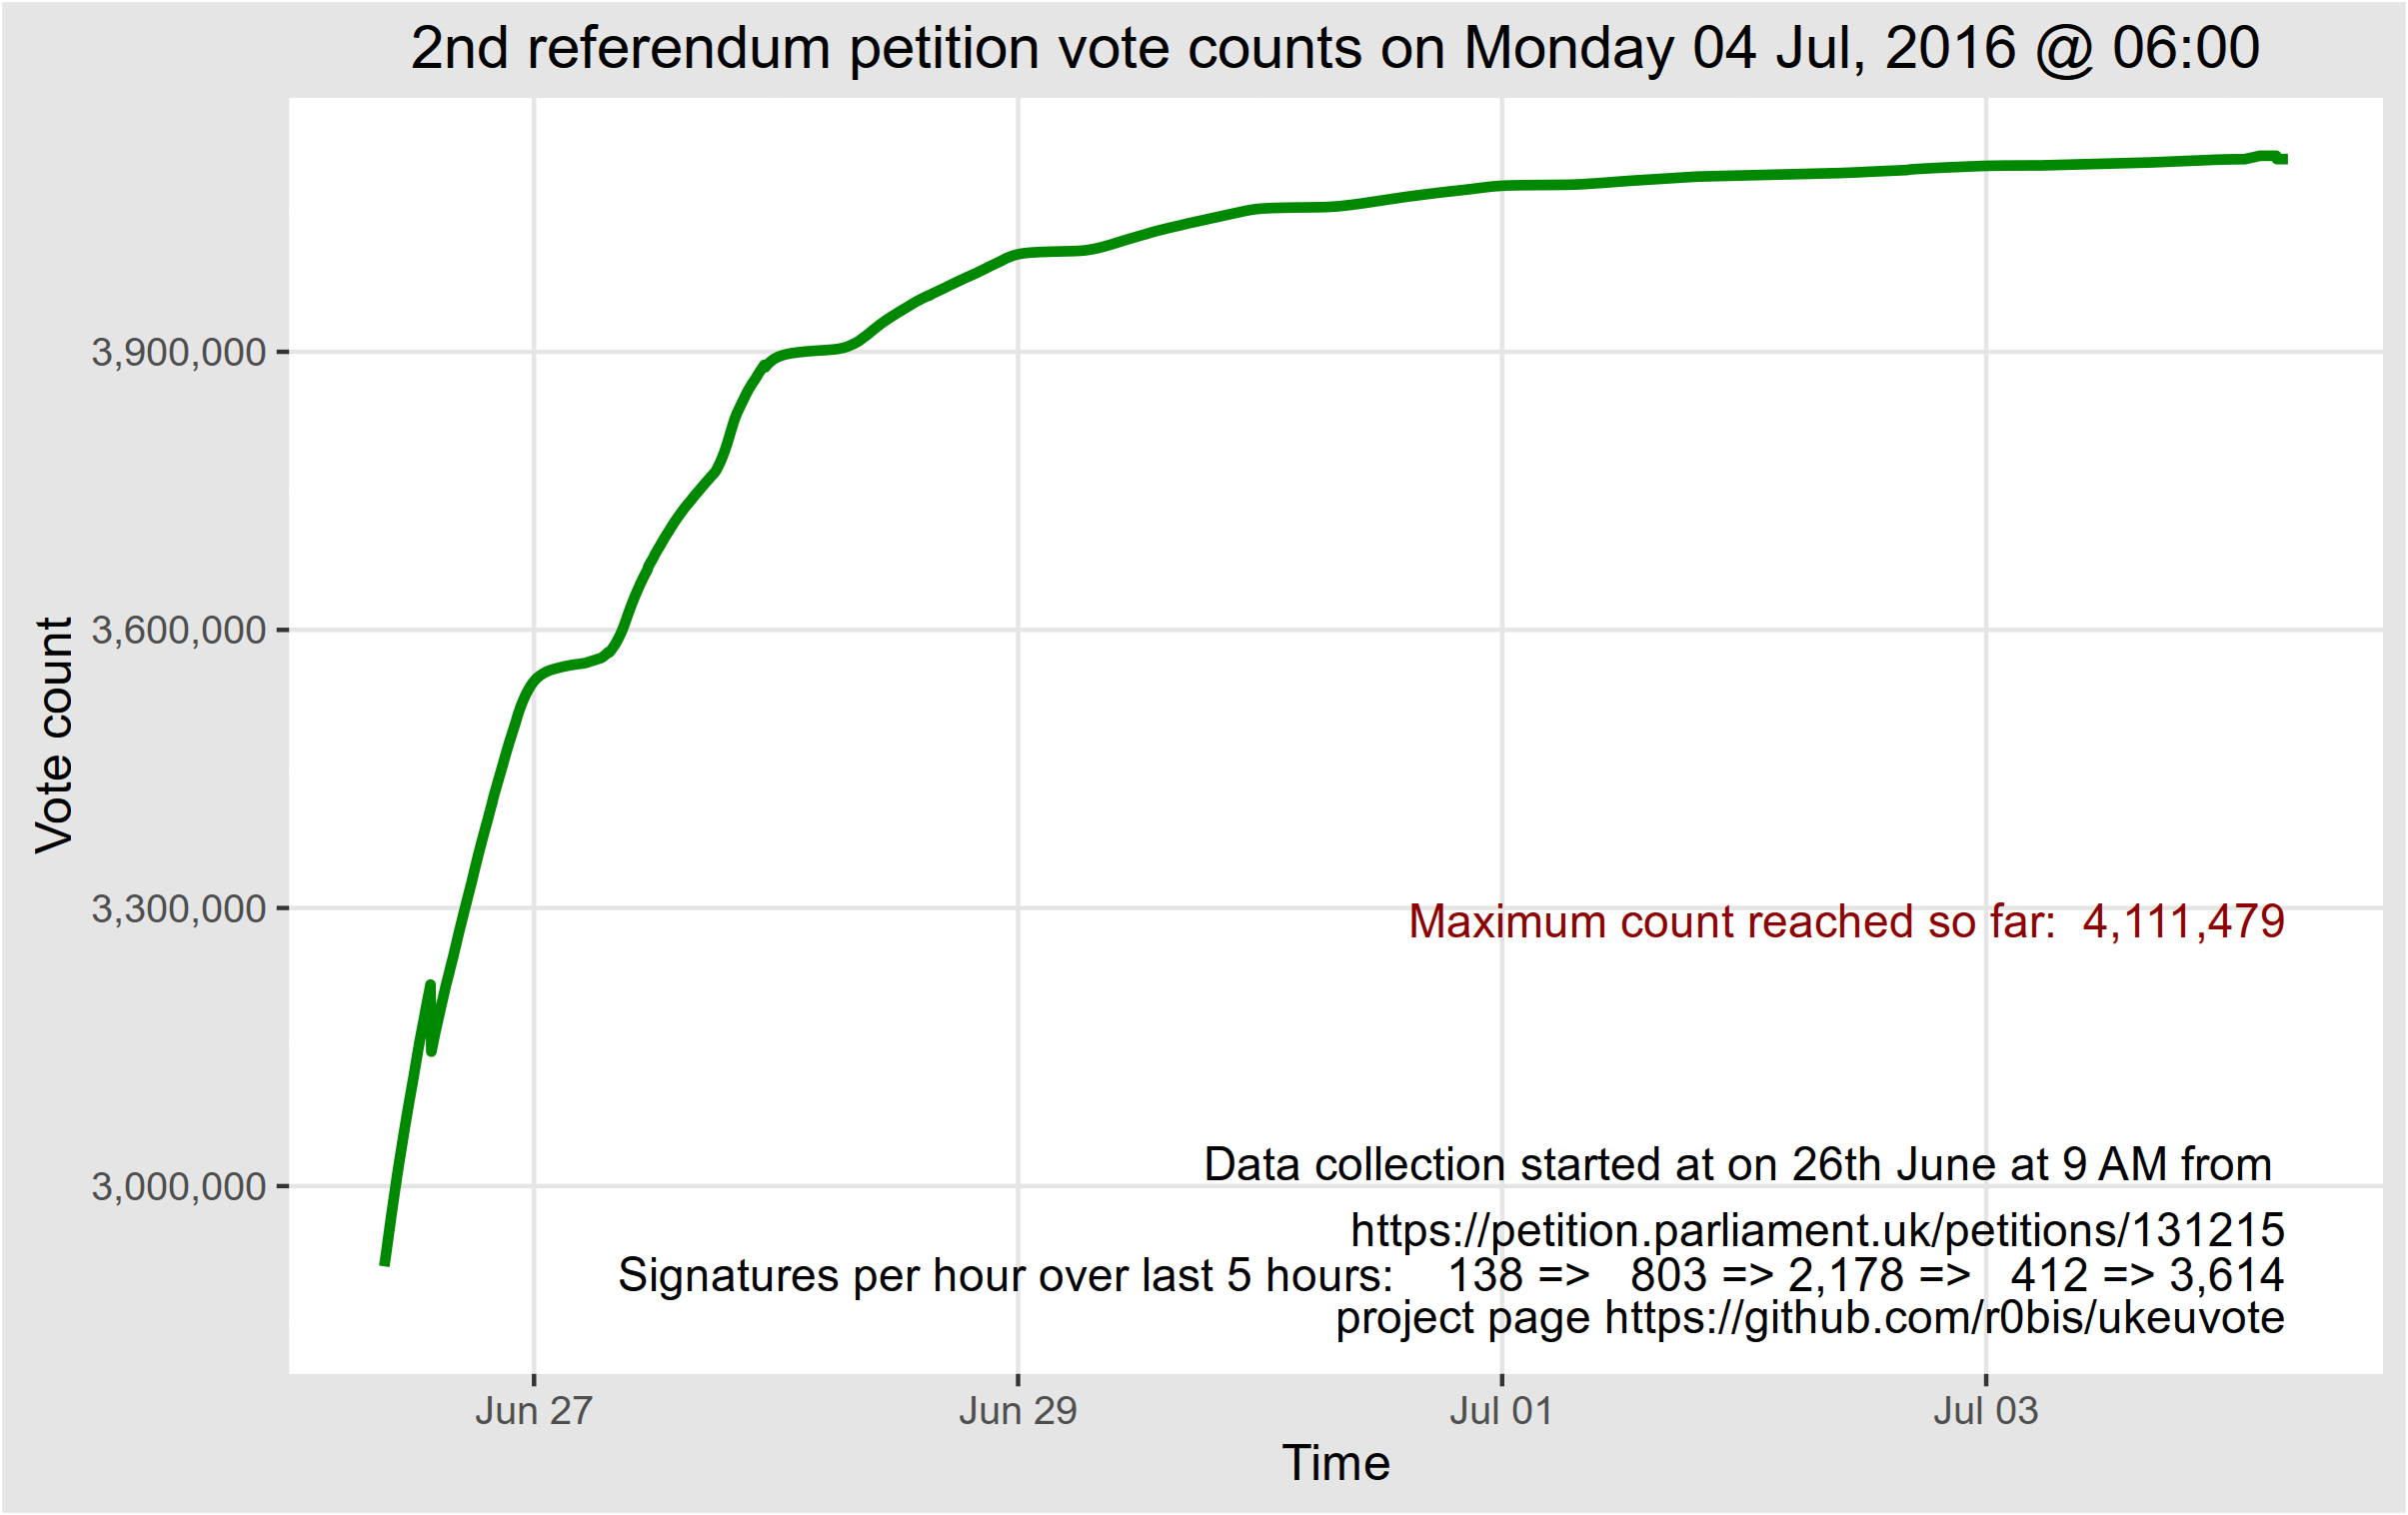 2nd referendum petition vote counts on Monday 04 Jul, 2016 @ 06:00
Vote count
3,900,000
3,600,000
3,300,000
3,000,000
Maximum count reached so far: 4,111,479
Data collection started at on 26th June at 9 AM from
https://petition.parliament.uk/petitions/131215
Signatures per hour over last 5 hours: 138 => 803 => 2,178 => 412 => 3,614
project page https://github.com/r0bis/ukeuvote
Jun 27
Jun 29
Jul 01
Jul 03
Time